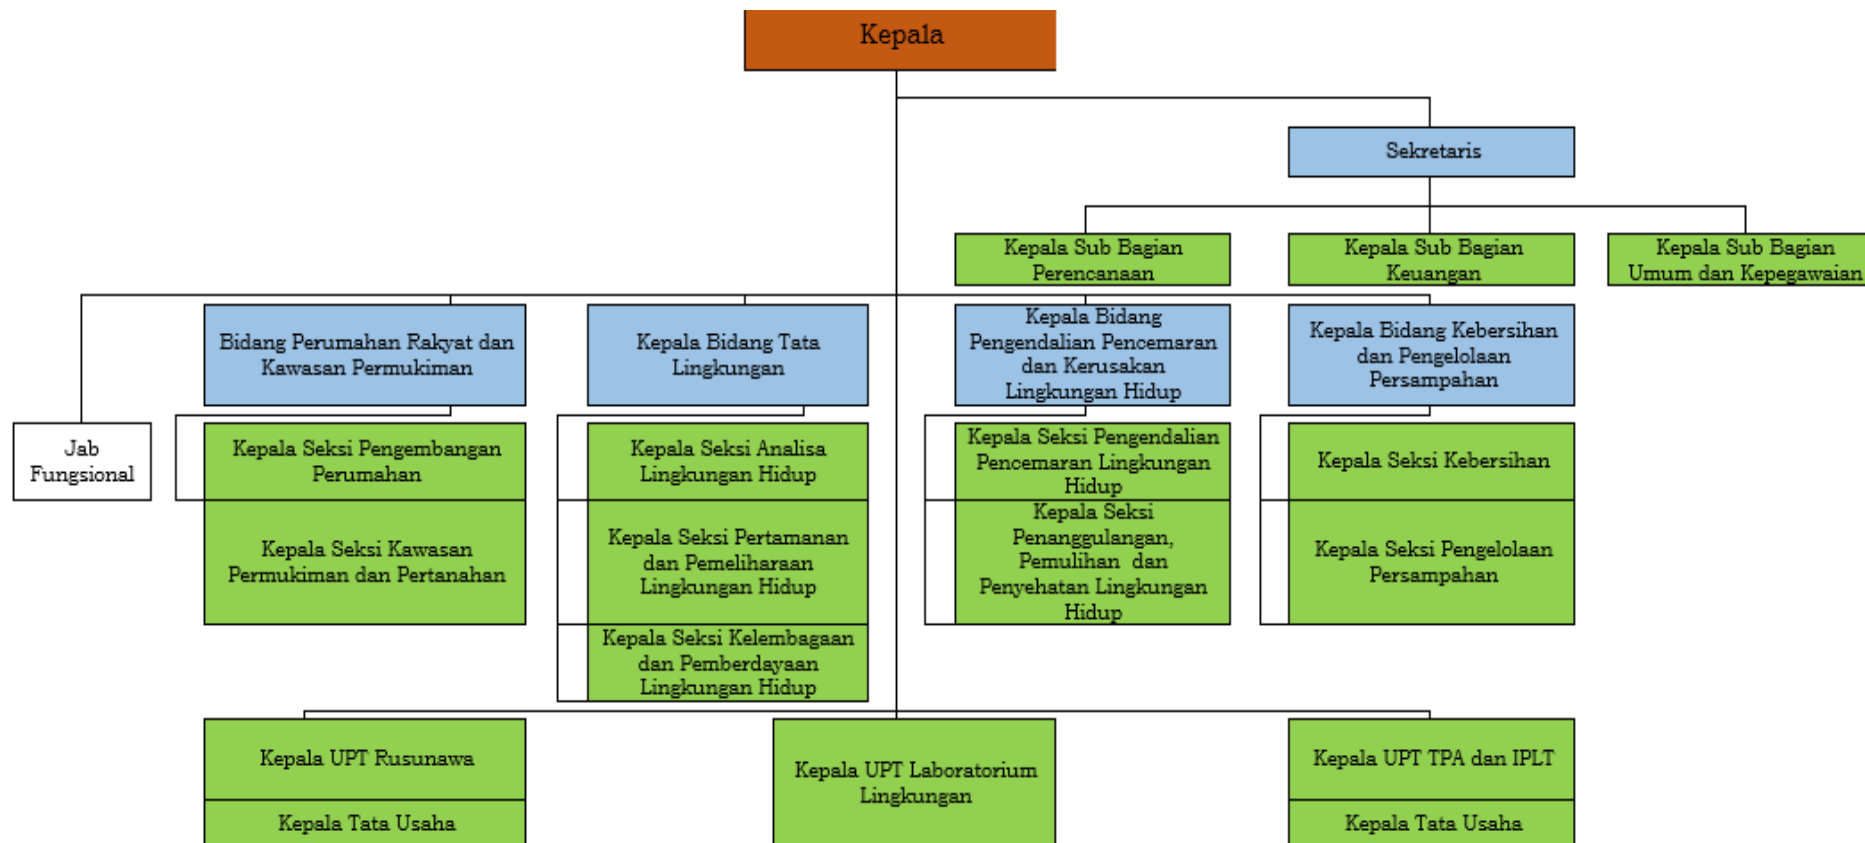 Kepala
Sekretaris
Kepala Sub Bagian
Perencanaan
Kepala Sub Bagian
Keuangan
Kepala Sub Bagian
Umum dan Kepegawaian
Jab
Fungsional
Bidang Perumahan Rakyat dan
Kawasan Permukiman
Kepala Seksi Pengembangan
Perumahan
Kepala Seksi Kawasan
Permukiman dan Pertanahan
Kepala Bidang Tata
Lingkungan
Kepala Seksi Analisa
Lingkungan Hidup
Kepala Seksi Pertamanan
dan Pemeliharaan
Lingkungan Hidup
Kepala Seksi Kelembagaan
dan Pemberdayaan
Lingkungan Hidup
Kepala Bidang
Pengendalian Pencemaran
dan Kerusakan
Lingkungan Hidup
Kepala Seksi Pengendalian
Pencemaran Lingkungan
Hidup
Kepala Seksi
Penanggulangan,
Pemulihan dan
Penyehatan Lingkungan
Hidup
Kepala Bidang Kebersihan
dan Pengelolaan
Persampahan
Kepala Seksi Kebersihan
Kepala Seksi Pengelolaan
Persampahan
Kepala UPT Rusunawa
Kepala Tata Usaha
Kepala UPT Laboratorium
Lingkungan
Kepala UPT TPA dan IPLT
Kepala Tata Usaha